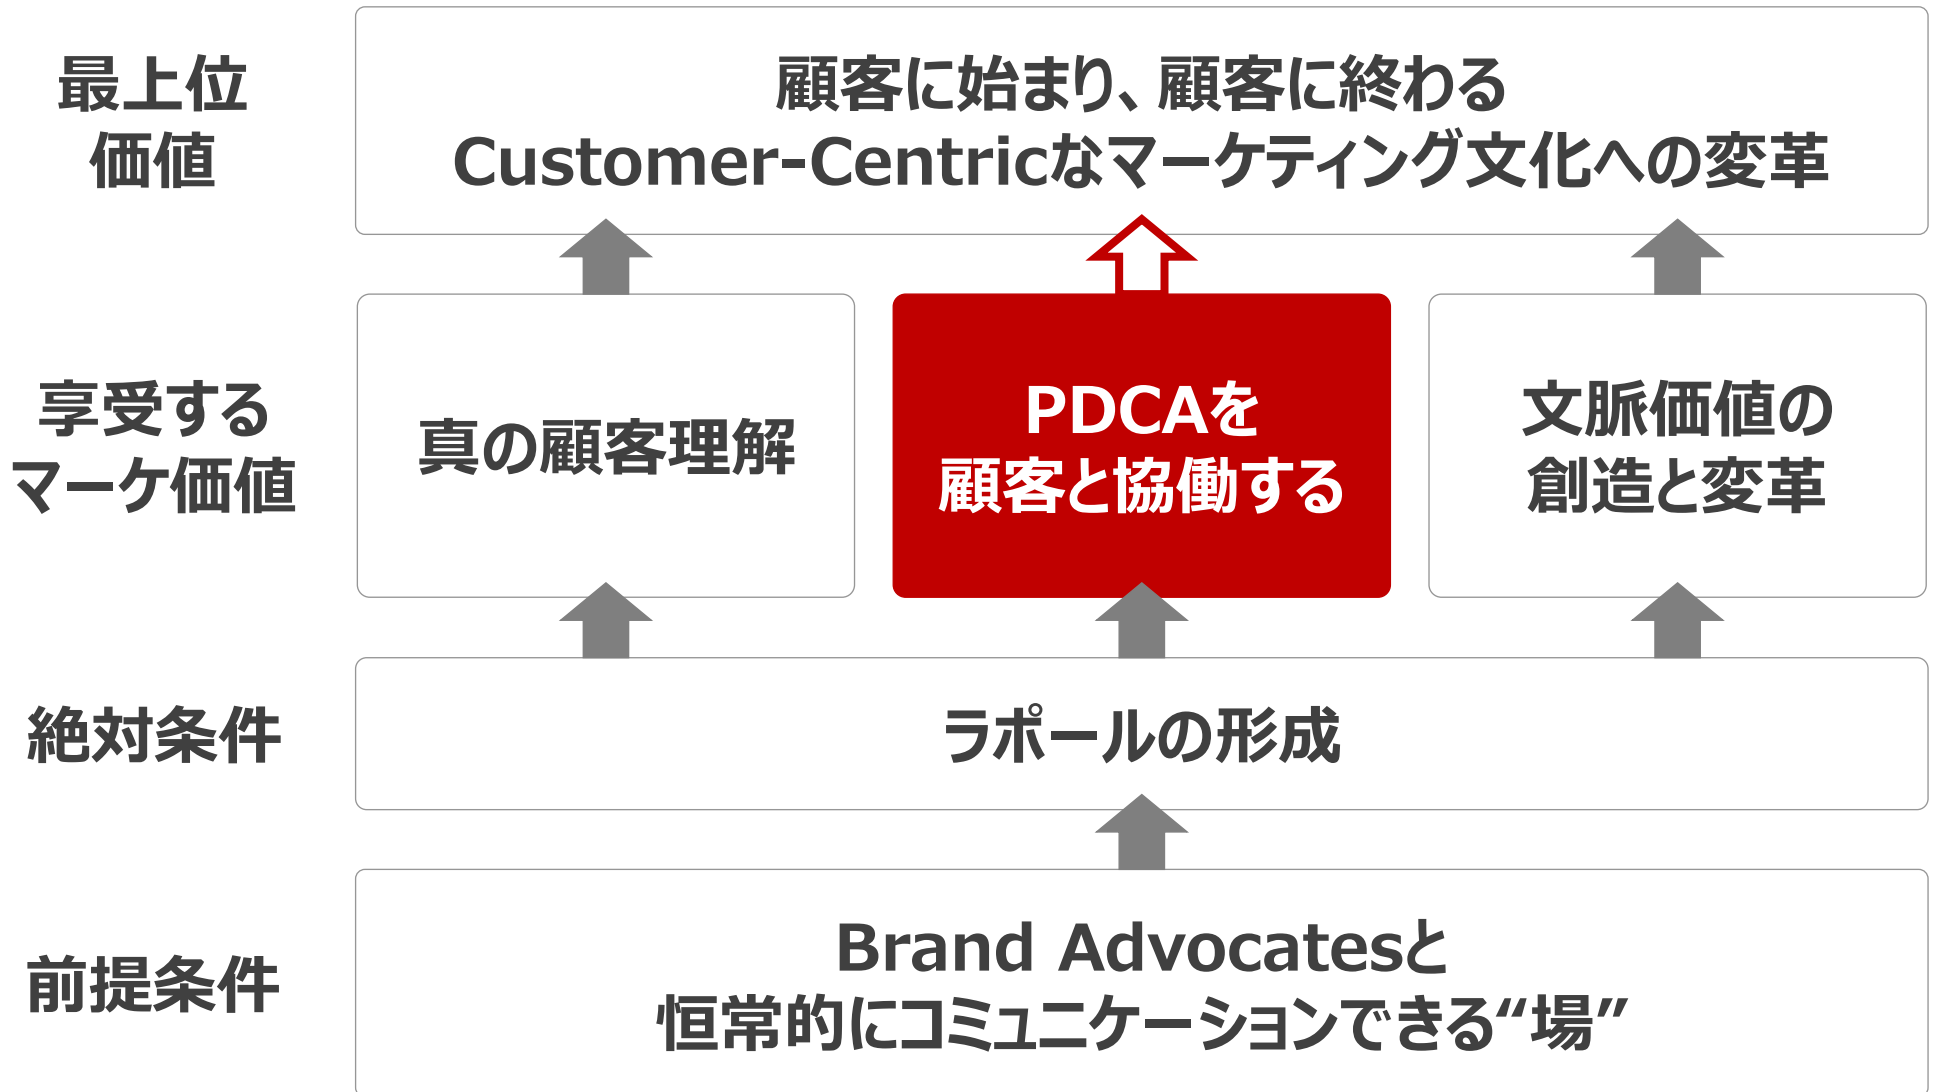 最上位
価値
顧客に始まり、顧客に終わる
Customer-Centricなマーケティング文化への変革
享受する
マーケ価値
真の顧客理解
PDCAを
顧客と協働する
文脈価値の
創造と変革
絶対条件
ラポールの形成
前提条件
Brand Advocatesと
恒常的にコミュニケーションできる“場”